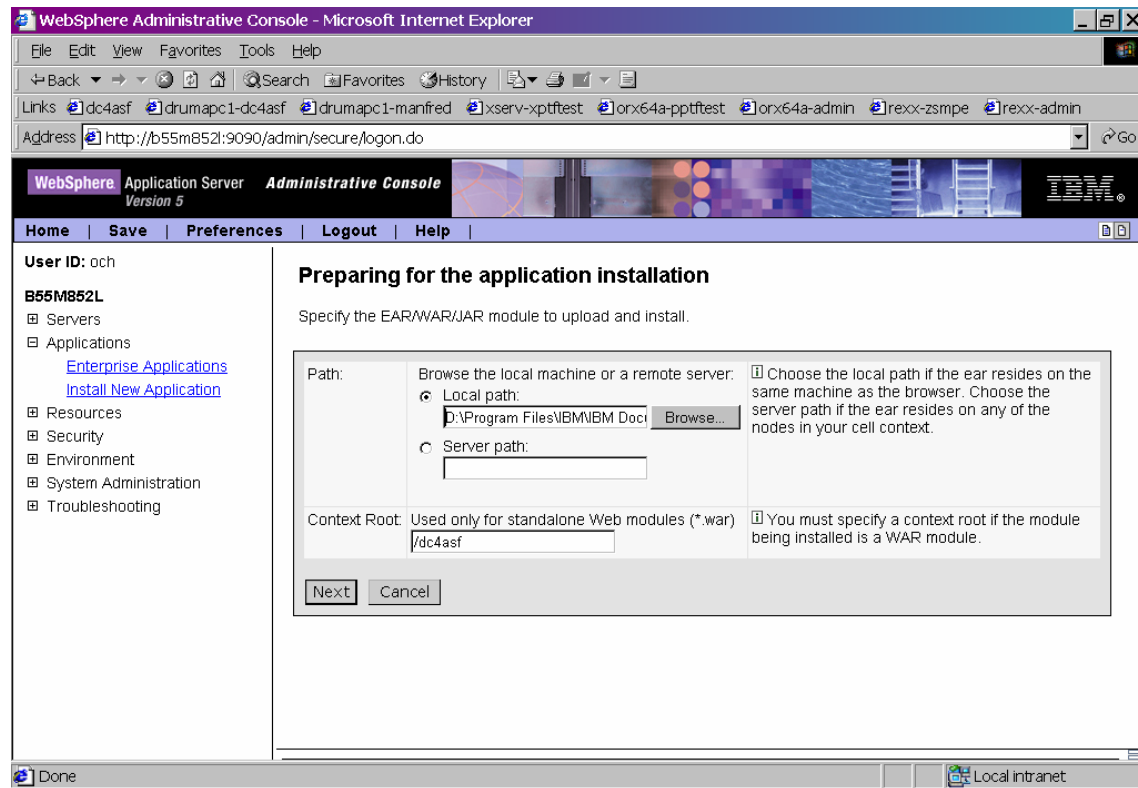 WebSphere Administrative Console - Microsoft Internet Explorer
File Edit View Favorites Tools Help
Back Search Favorites History
Links dc4asf drumapc1-dc4asf drumapc1-manfred xserv-xptftest orx64a-pptftest orx64a-admin rexx-zsmpe rexx-admin
Address http://b55m852l:9090/admin/secure/logon.do Go
WebSphere Application Server Administrative Console
Version 5
IBM®
Home | Save | Preferences | Logout | Help |
User ID: och
B55M852L
Servers
Applications
Enterprise Applications
Install New Application
Resources
Security
Environment
System Administration
Troubleshooting
Preparing for the application installation
Specify the EAR/WAR/JAR module to upload and install.
Path:
Browse the local machine or a remote server:
Local path:
D:\Program Files\IBM\IBM Doc
Browse...
Server path:
Choose the local path if the ear resides on the
same machine as the browser. Choose the
server path if the ear resides on any of the
nodes in your cell context.
Context Root: Used only for standalone Web modules (*.war)
/dc4asf
You must specify a context root if the module
being installed is a WAR module.
Next Cancel
Done Local intranet